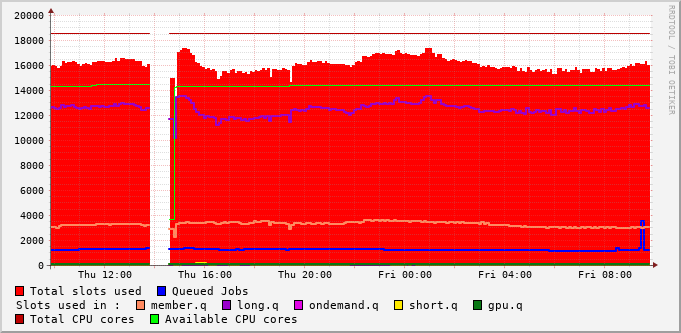 20000
18000
16000
14000
12000
10000
8000
6000
4000
2000
0
Thu 12:00 Thu 16:00 Thu 20:00 Fri 00:00 Fri 04:00 Fri 08:00
RRDTOOL / TOBI OETIKER
Total slots used Queued Jobs
Slots used in : member.q long.q ondemand.q short.q gpu.q
Total CPU cores Available CPU cores